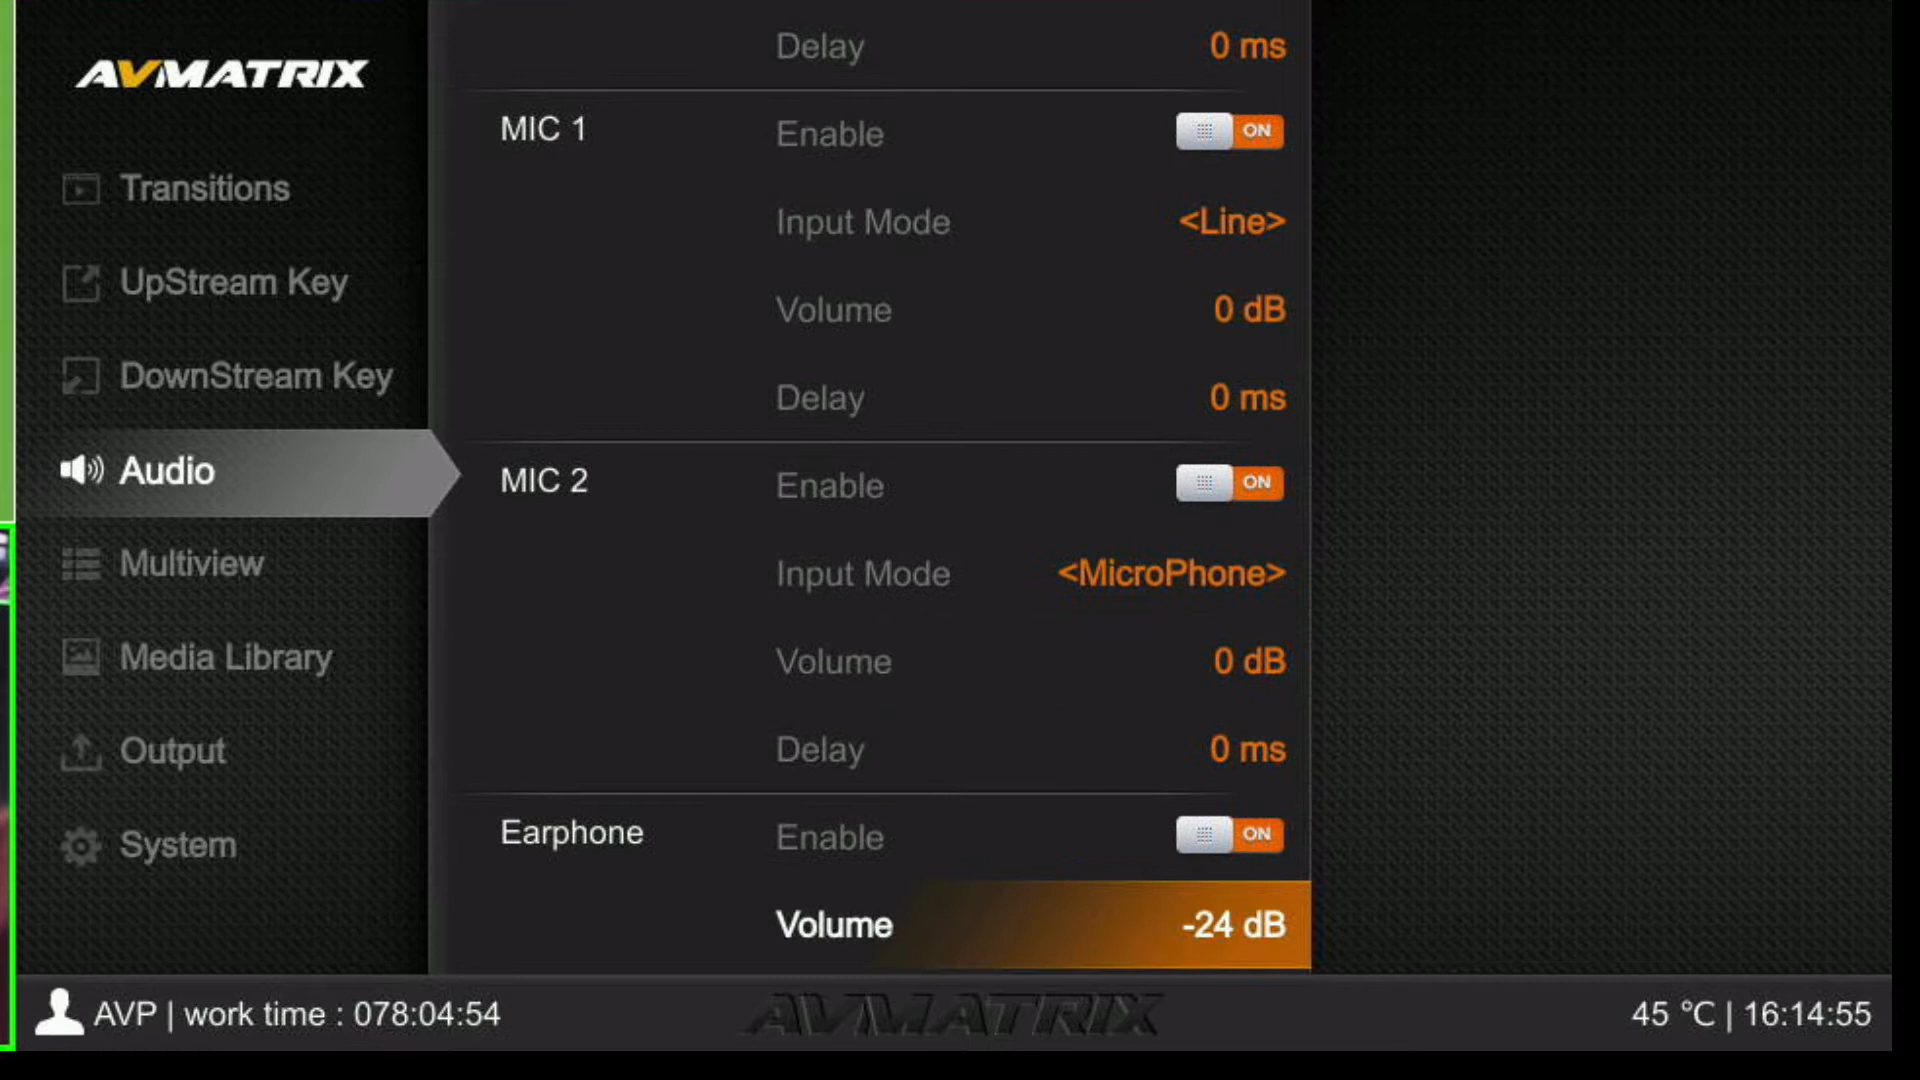 AVMATRIX
Delay 0 ms
MIC 1 Enable ON
Transitions
Input Mode <Line>
UpStream Key
Volume 0 dB
DownStream Key
Delay 0 ms
Audio
MIC 2 Enable ON
Multiview
Input Mode <MicroPhone>
Media Library
Volume 0 dB
Output
Delay 0 ms
System
Earphone Enable ON
Volume -24 dB
AVP | work time : 078:04:54
AVMATRIX
45 °C | 16:14:55